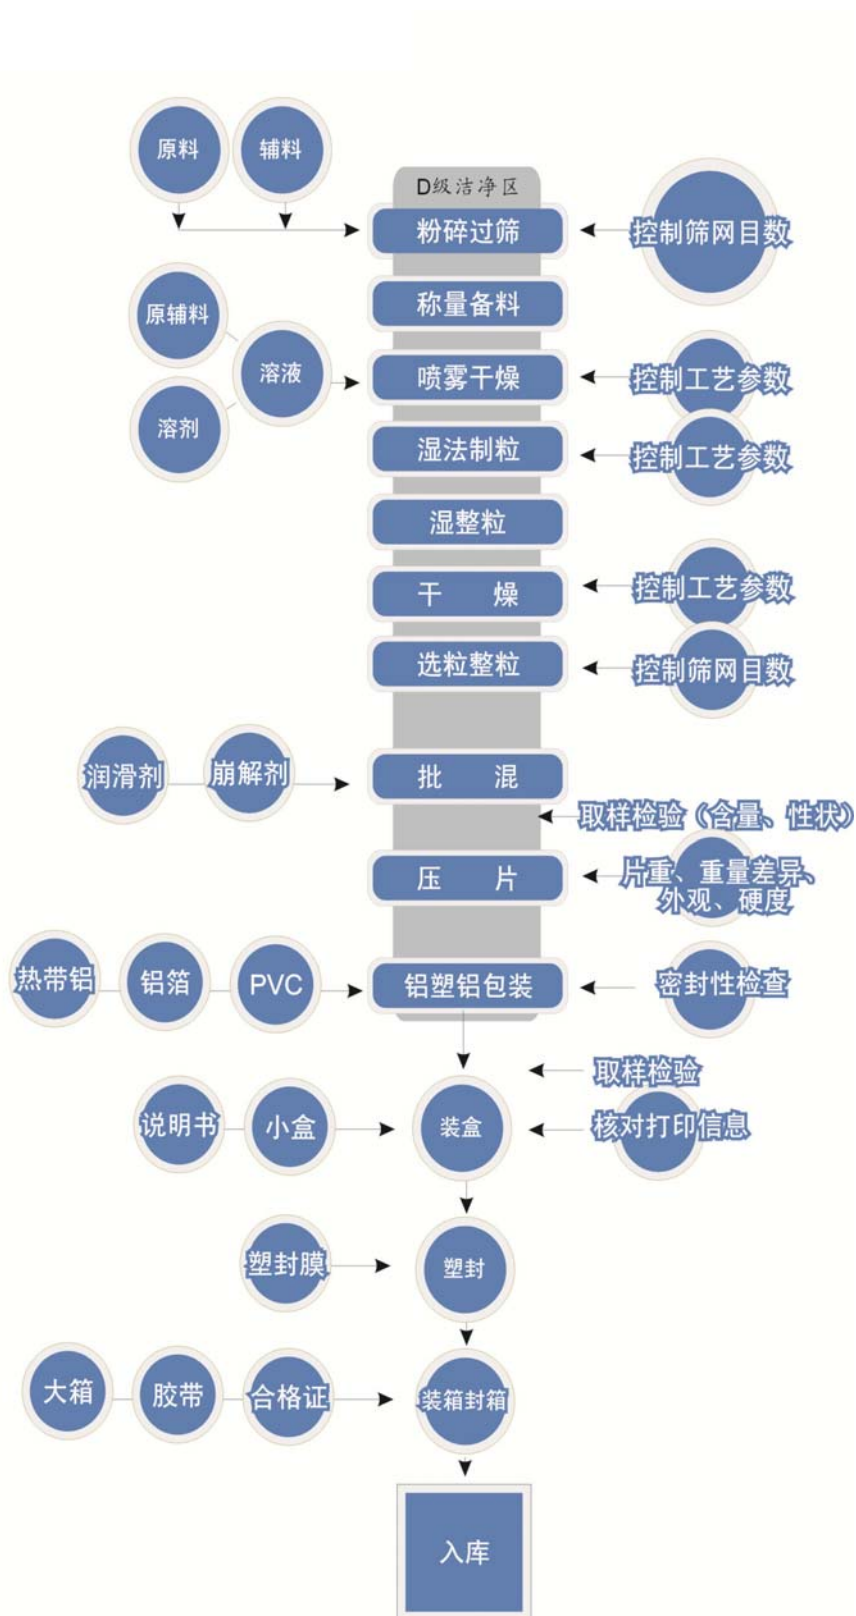 原料
辅料
D级洁净区
粉碎过筛
控制筛网目数
称量备料
原辅料
溶液
溶剂
喷雾干燥
控制工艺参数
湿法制粒
控制工艺参数
湿整粒
干 燥
控制工艺参数
选粒整粒
控制筛网目数
润滑剂
崩解剂
批 混
取样检验（含量、性状）
压 片
片重、重量差异、
外观、硬度
热带铝
铝箔
PVC
铝塑铝包装
密封性检查
取样检验
说明书
小盒
装盒
核对打印信息
塑封膜
塑封
大箱
胶带
合格证
装箱封箱
入库